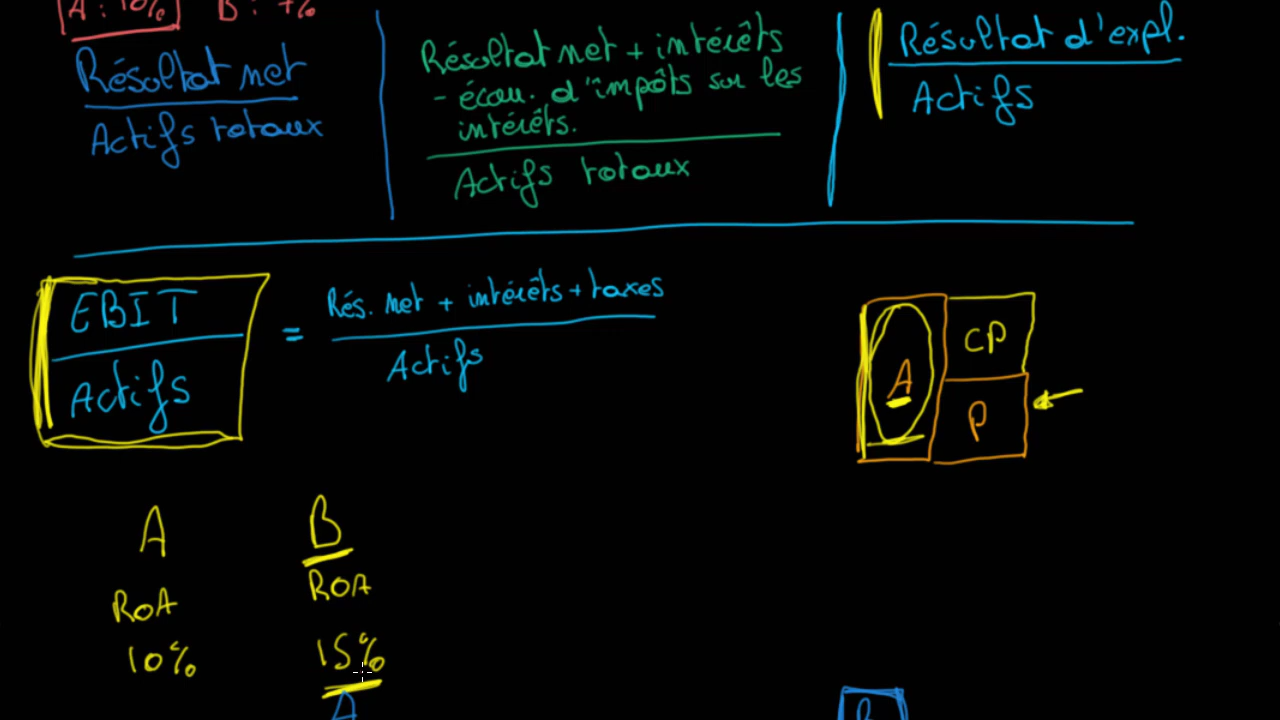 A : 10% B : 7%
Résultat net
Actifs totaux
Résultat net + intérêts
- écon. d'impôts sur les
intérêts.
Actifs totaux
Résultat d'expl.
Actifs
EBIT
Actifs
=
Rés. net + intérêts + taxes
Actifs
A
CP
P
A
ROA
10%
B
ROA
15%
A